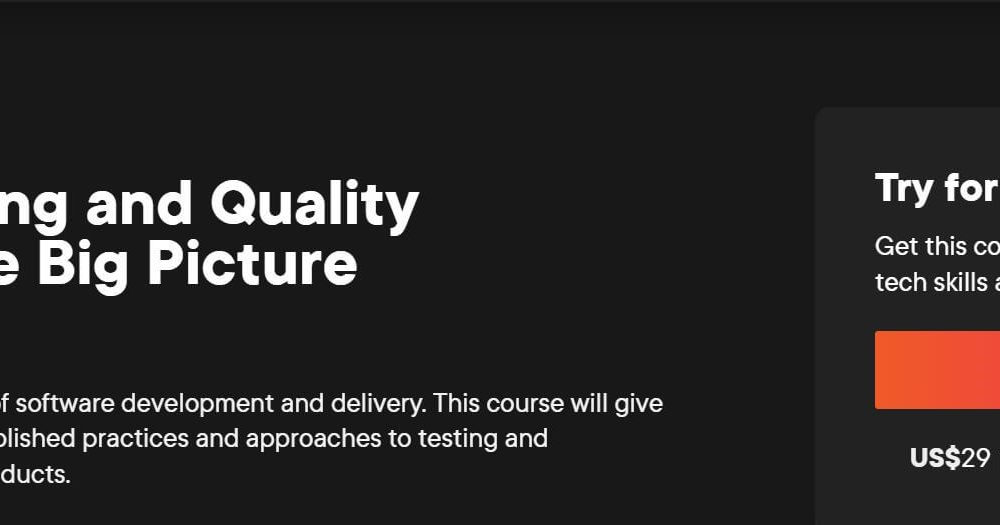 ng and Quality
e Big Picture
f software development and delivery. This course will give
lished practices and approaches to testing and
ducts.
Try for
Get this co
tech skills a
US$29